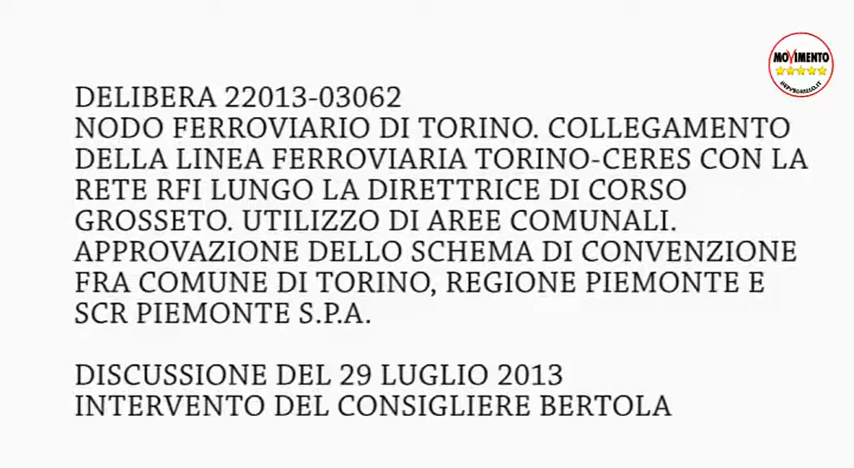 MOVIMENTO
BEPPEGRILLO.IT
DELIBERA 22013-03062
NODO FERROVIARIO DI TORINO. COLLEGAMENTO
DELLA LINEA FERROVIARIA TORINO-CERES CON LA
RETE RFI LUNGO LA DIRETTRICE DI CORSO
GROSSETO. UTILIZZO DI AREE COMUNALI.
APPROVAZIONE DELLO SCHEMA DI CONVENZIONE
FRA COMUNE DI TORINO, REGIONE PIEMONTE E
SCR PIEMONTE S.P.A.
DISCUSSIONE DEL 29 LUGLIO 2013
INTERVENTO DEL CONSIGLIERE BERTOLA